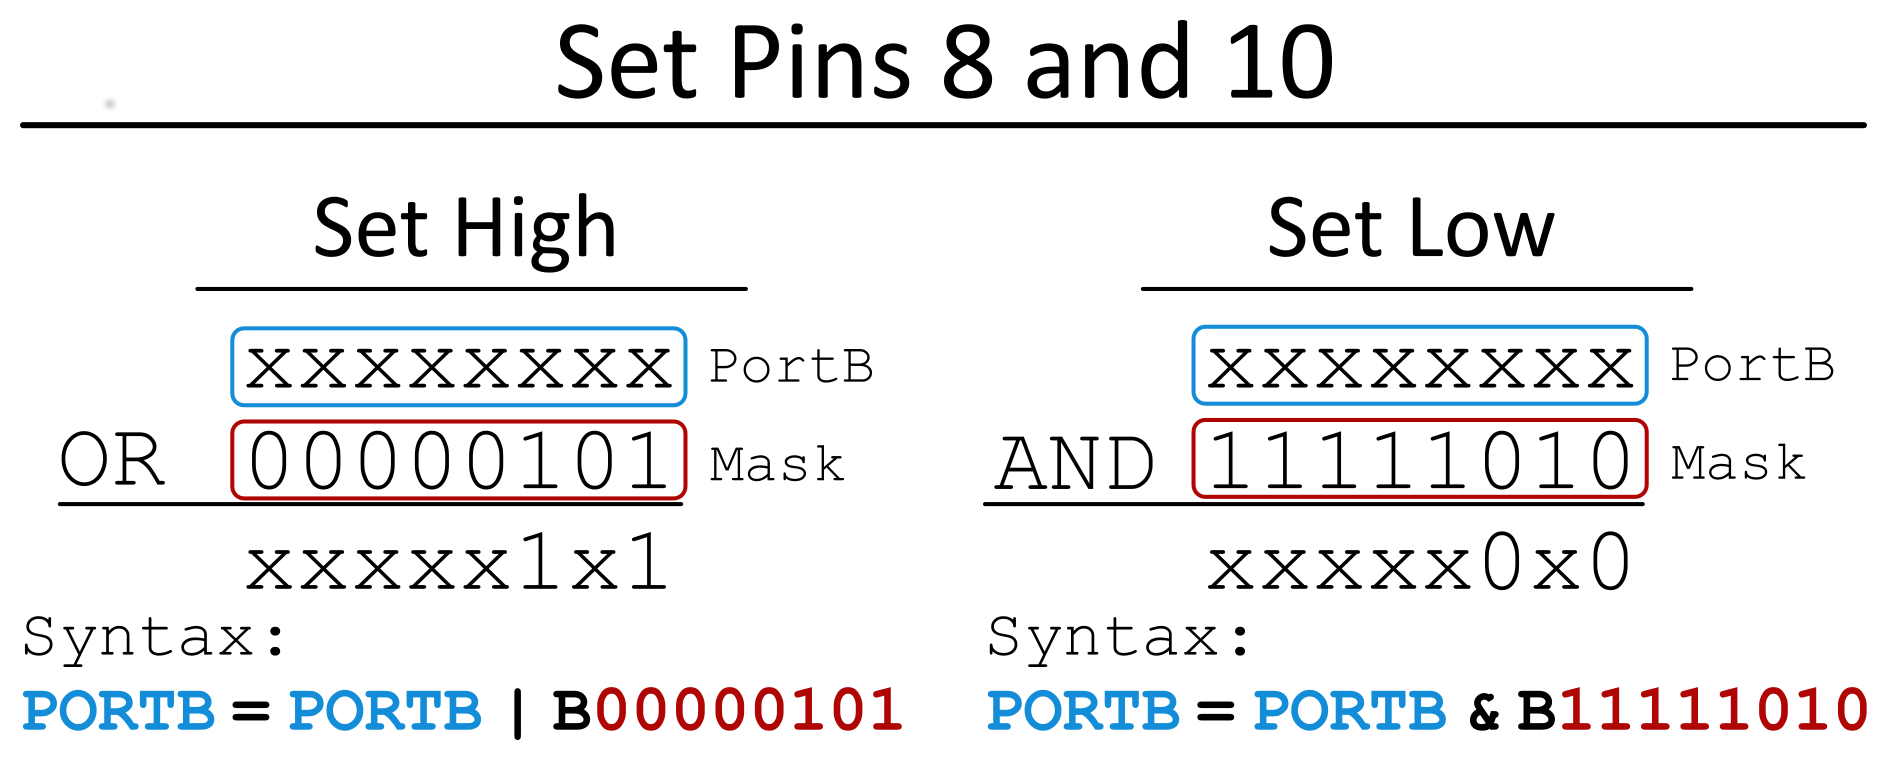 Set Pins 8 and 10
Set High
xxxxxxxx PortB
OR 00000101 Mask
xxxxx1x1
Syntax:
PORTB = PORTB | B00000101
Set Low
xxxxxxxx PortB
AND 11111010 Mask
xxxxx0x0
Syntax:
PORTB = PORTB & B11111010